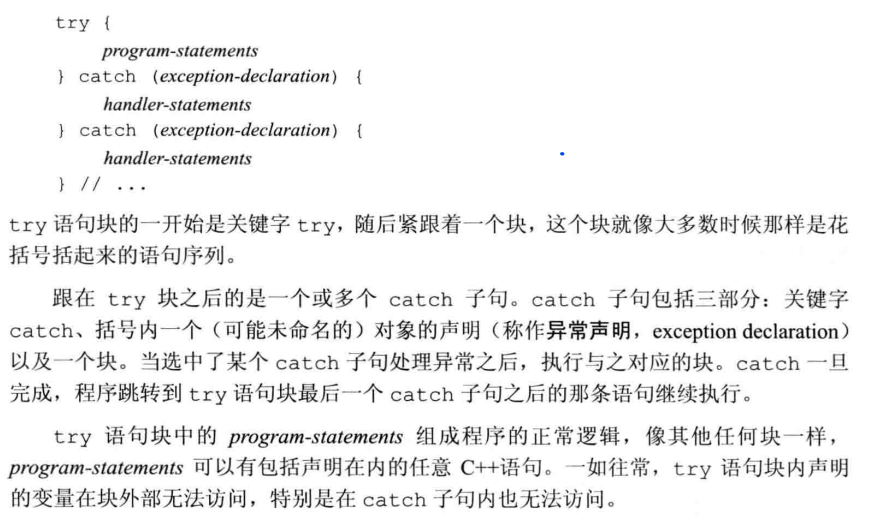 try {
program-statements
} catch (exception-declaration) {
handler-statements
} catch (exception-declaration) {
handler-statements
} // ...
try 语句块的一开始是关键字 try，随后紧跟着一个块，这个块就像大多数时候那样是花
括号括起来的语句序列。
跟在 try 块之后的是一个或多个 catch 子句。catch 子句包括三部分：关键字
catch、括号内一个（可能未命名的）对象的声明（称作异常声明，exception declaration）
以及一个块。当选中了某个 catch 子句处理异常之后，执行与之对应的块。catch 一旦
完成，程序跳转到 try 语句块最后一个 catch 子句之后的那条语句继续执行。
try 语句块中的 program-statements 组成程序的正常逻辑，像其他任何块一样，
program-statements 可以有包括声明在内的任意 C++语句。一如往常，try 语句块内声明
的变量在块外部无法访问，特别是在 catch 子句内也无法访问。